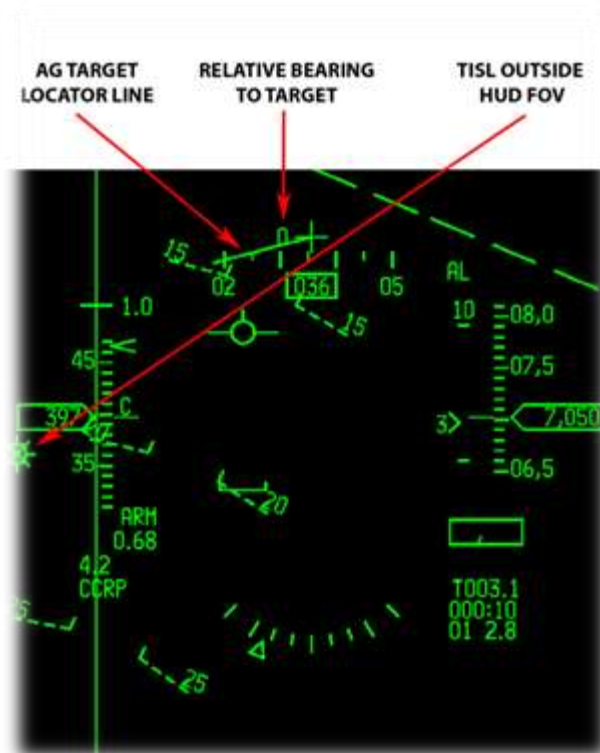 AG TARGET
LOCATOR LINE
RELATIVE BEARING
TO TARGET
TISL OUTSIDE
HUD FOV
0
15
02
036
05
AL
15
1.0
10
08,0
45
07,5
C
3
7,050
35
06,5
20
ARM
0.68
4.2
CCRP
T003.1
000:10
01 2.8
25